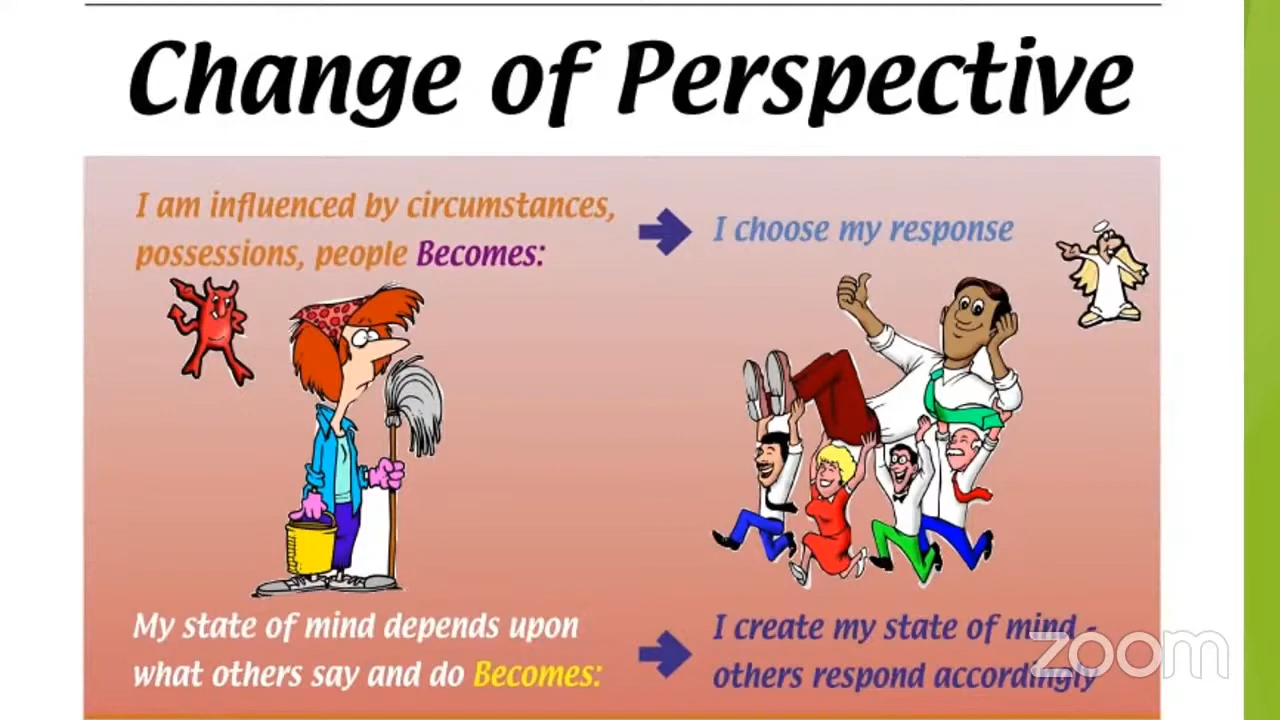 Change of Perspective
I am influenced by circumstances,
possessions, people Becomes:
I choose my response
My state of mind depends upon
what others say and do Becomes:
I create my state of mind -
others respond accordingly
zoom